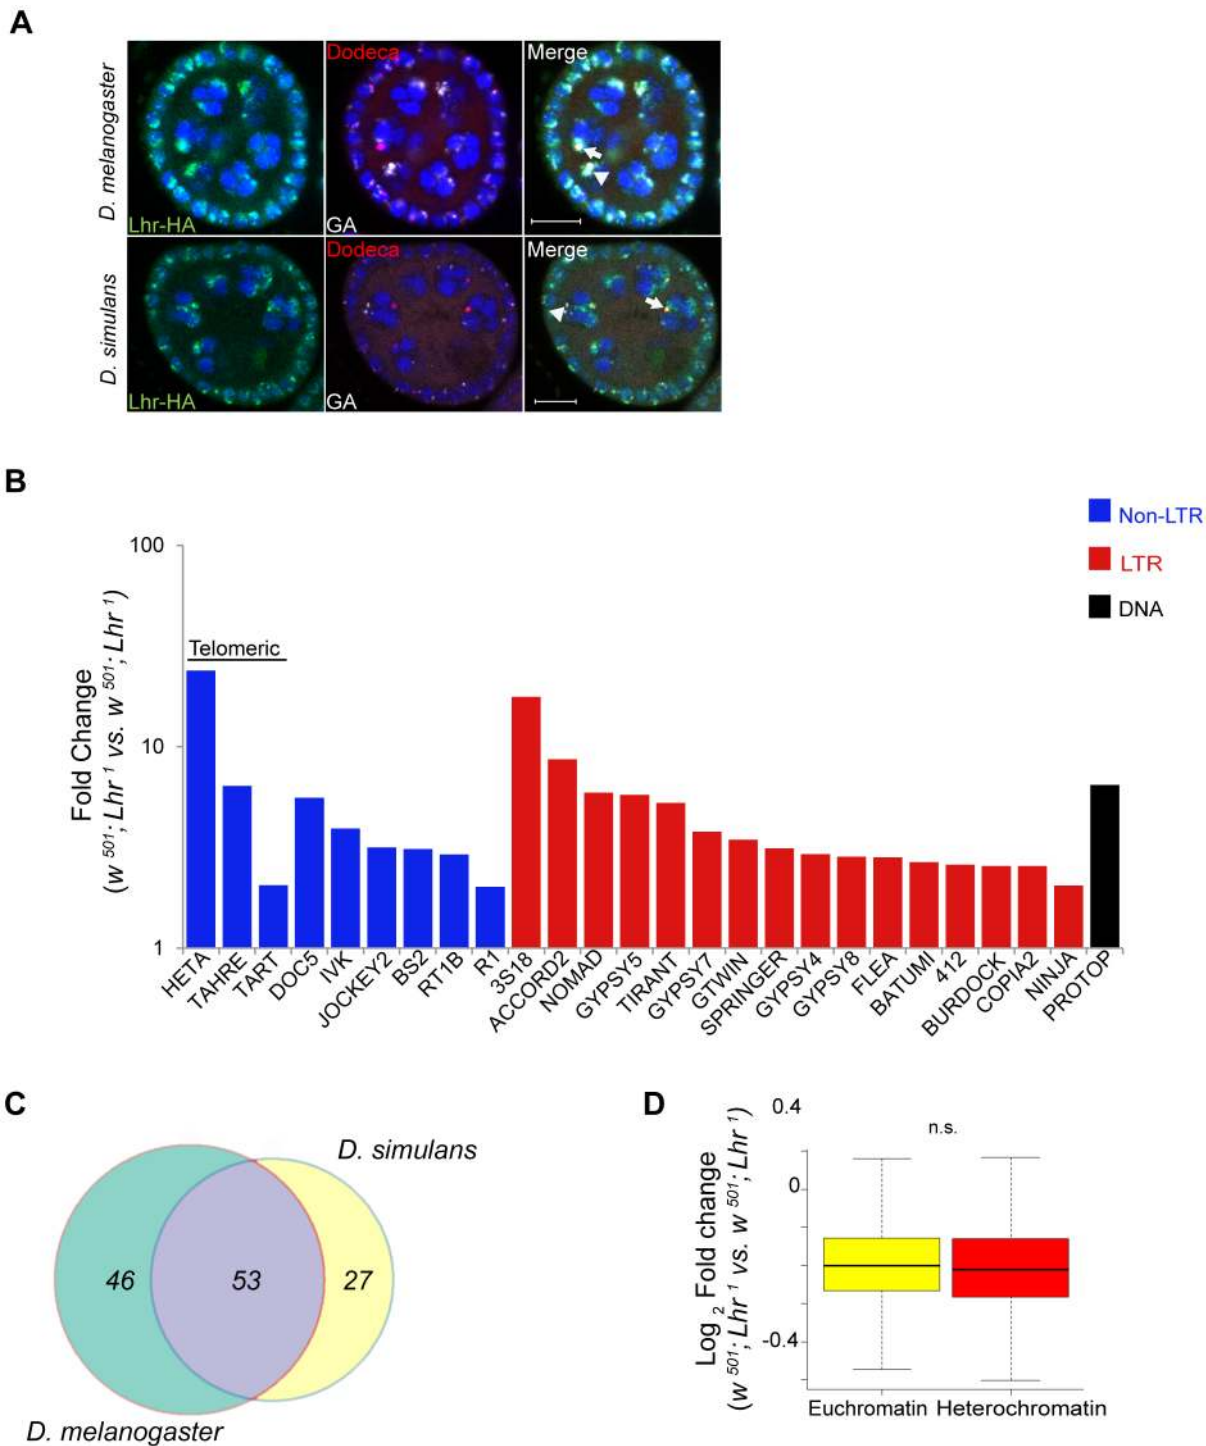 A
D. melanogaster
Lhr-HA
Dodeca
GA
Merge
D. simulans
Lhr-HA
Dodeca
GA
Merge
B
Fold Change
(w 501; Lhr 1 vs. w 501; Lhr 1)
100
10
1
Telomeric
Non-LTR
LTR
DNA
HETA
TAHRE
TART
DOC5
IVK
JOCKEY2
BS2
RT1B
R1
3S18
ACCORD2
NOMAD
GYPSY5
TIRANT
GYPSY7
GTWIN
SPRINGER
GYPSY4
GYPSY8
FLEA
BATUMI
412
BURDOCK
COPIA2
NINJA
PROTOP
C
D. simulans
46
53
27
D. melanogaster
D
Log 2 Fold change
(w 501; Lhr 1 vs. w 501; Lhr 1)
0.4
0
-0.4
n.s.
Euchromatin Heterochromatin